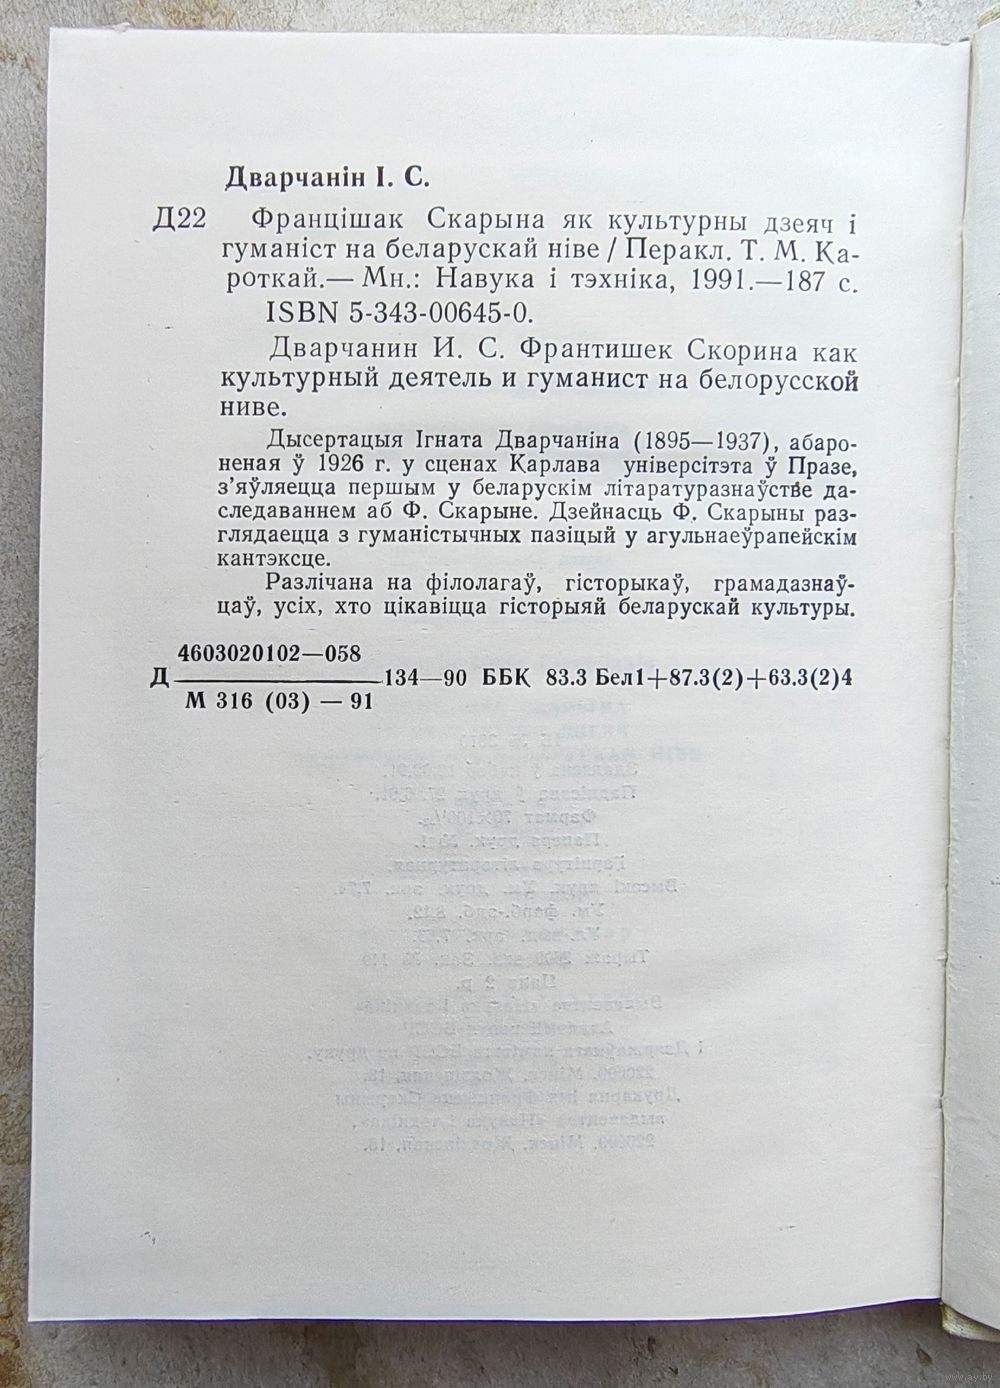 Дварчанін І. С.
Д22 Францішак Скарына як культурны дзеяч і
гуманіст на беларускай ніве / Перакл. Т. М. Ка-
роткай.— Мн.: Навука і тэхніка, 1991.—187 с.
ISBN 5-343-00645-0.
Дварчанин И. С. Франтишек Скорина как
культурный деятель и гуманист на белорусской
ниве.
Дысертацыя Ігната Дварчаніна (1895—1937), абаро-
неная ў 1926 г. у сценах Карлава універсітэта ў Празе,
з'яўляецца першым у беларускім літаратуразнаўстве да-
следаваннем аб Ф. Скарыне. Дзейнасць Ф. Скарыны раз-
глядаецца з гуманістычных пазіцый у агульнаеўрапейскім
кантэксце.
Разлічана на філолагаў, гісторыкаў, грамадазнаў-
цаў, усіх, хто цікавіцца гісторыяй беларускай культуры.
4603020102—058
Д 134—90 ББК 83.3 Бел1+87.3(2)+63.3(2)4
М 316 (03) — 91
www.ay.by